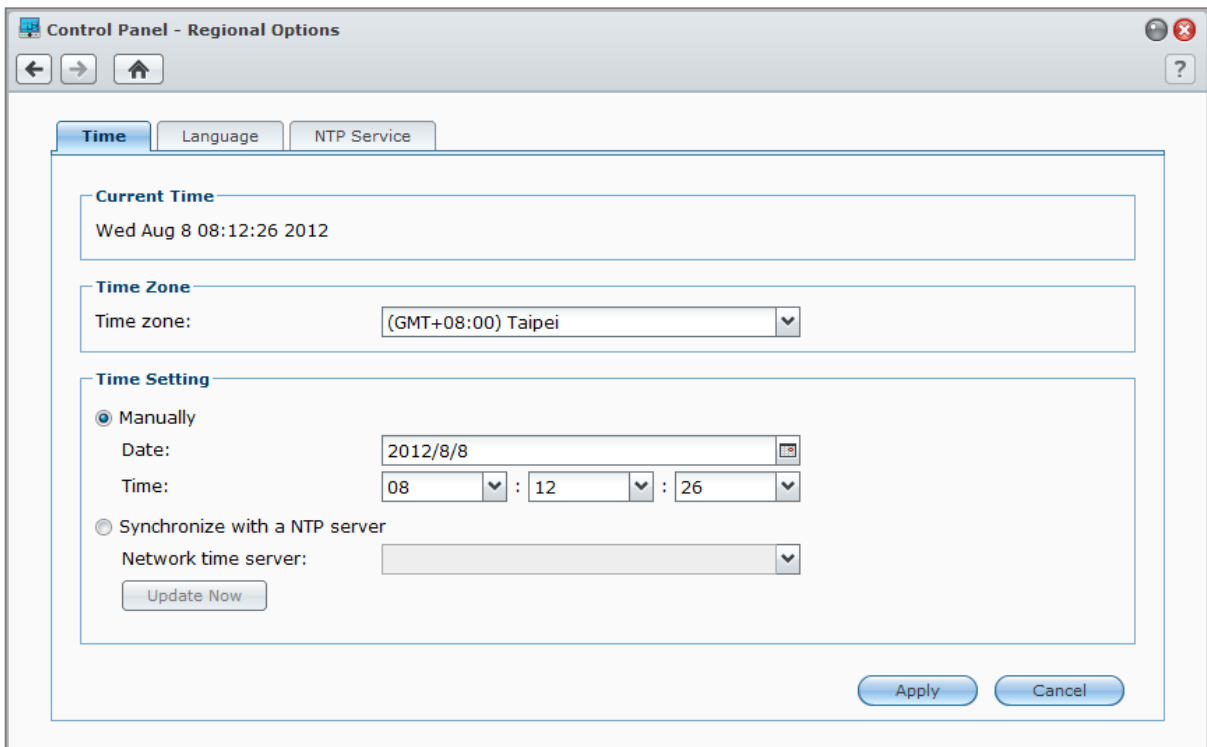 Control Panel - Regional Options
?
Time Language NTP Service
Current Time
Wed Aug 8 08:12:26 2012
Time Zone
Time zone: (GMT+08:00) Taipei
Time Setting
Manually
Date: 2012/8/8
Time: 08 : 12 : 26
Synchronize with a NTP server
Network time server:
Update Now
Apply Cancel